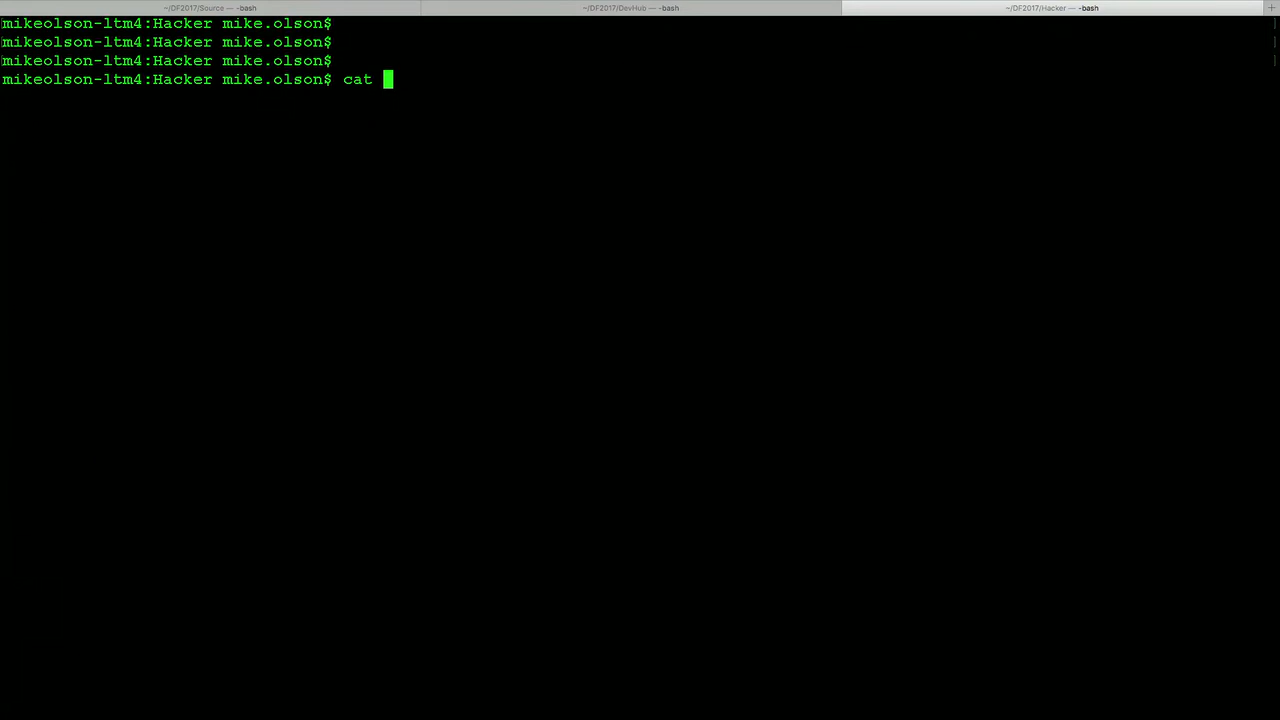 ~/DF2017/Source — -bash
~/DF2017/DevHub — -bash
~/DF2017/Hacker — -bash
+
mikeolson-ltm4:Hacker mike.olson$
mikeolson-ltm4:Hacker mike.olson$
mikeolson-ltm4:Hacker mike.olson$
mikeolson-ltm4:Hacker mike.olson$ cat